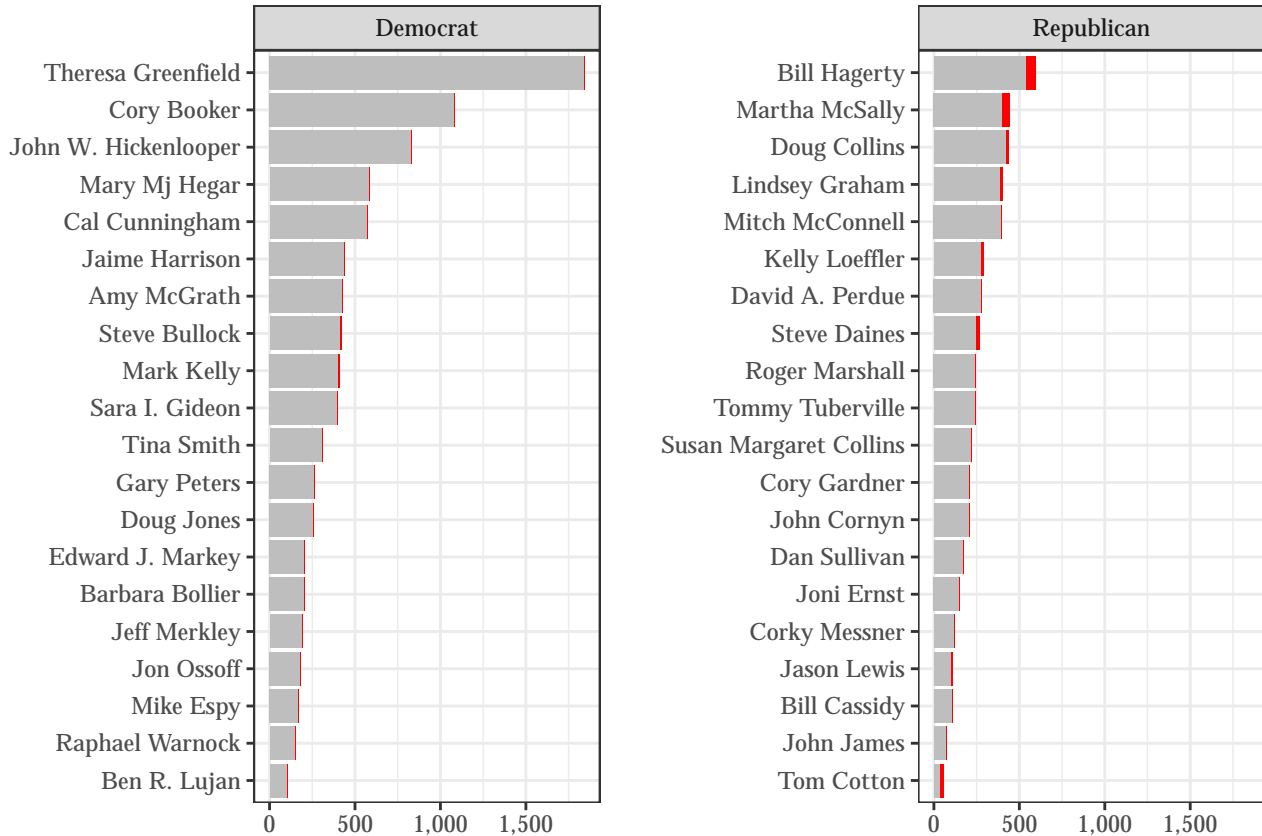 Democrat
Theresa Greenfield
Cory Booker
John W. Hickenlooper
Mary Mj Hegar
Cal Cunningham
Jaime Harrison
Amy McGrath
Steve Bullock
Mark Kelly
Sara I. Gideon
Tina Smith
Gary Peters
Doug Jones
Edward J. Markey
Barbara Bollier
Jeff Merkley
Jon Ossoff
Mike Espy
Raphael Warnock
Ben R. Lujan
0 500 1,000 1,500
Republican
Bill Hagerty
Martha McSally
Doug Collins
Lindsey Graham
Mitch McConnell
Kelly Loeffler
David A. Perdue
Steve Daines
Roger Marshall
Tommy Tuberville
Susan Margaret Collins
Cory Gardner
John Cornyn
Dan Sullivan
Joni Ernst
Corky Messner
Jason Lewis
Bill Cassidy
John James
Tom Cotton
0 500 1,000 1,500